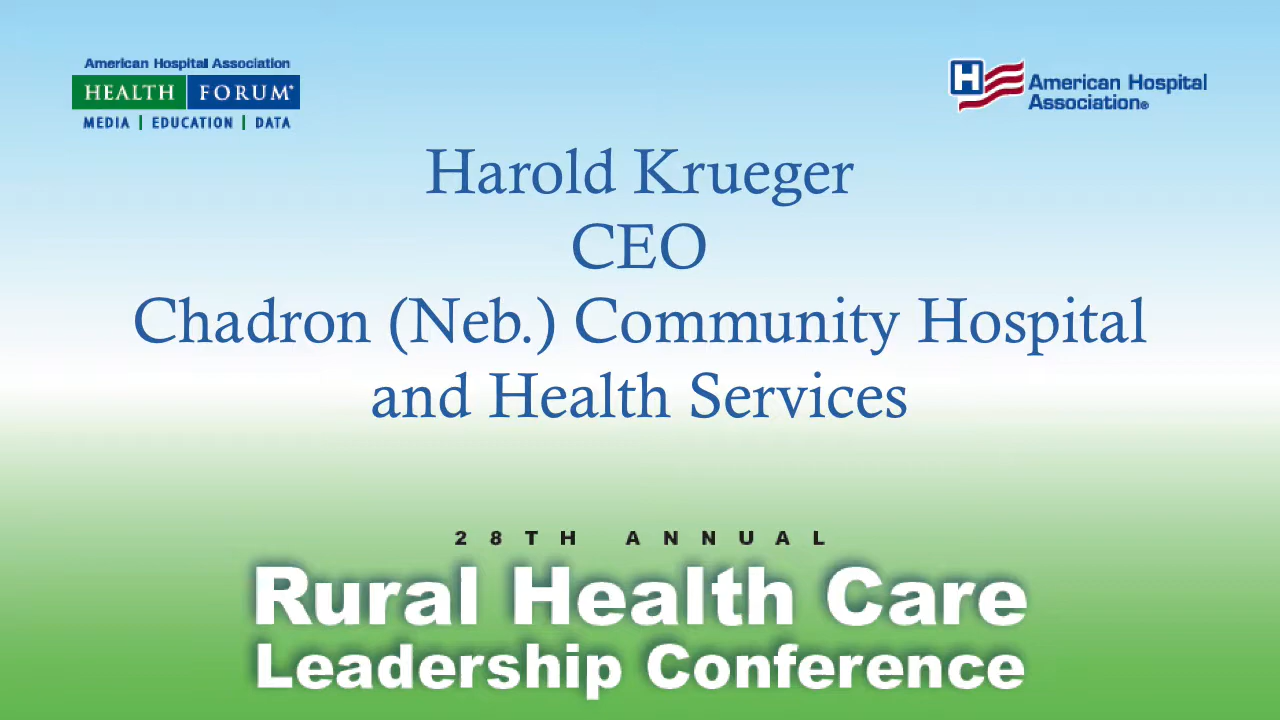 American Hospital Association
HEALTH FORUM®
MEDIA | EDUCATION | DATA
H American Hospital
Association®
Harold Krueger
CEO
Chadron (Neb.) Community Hospital
and Health Services
28TH ANNUAL
Rural Health Care
Leadership Conference